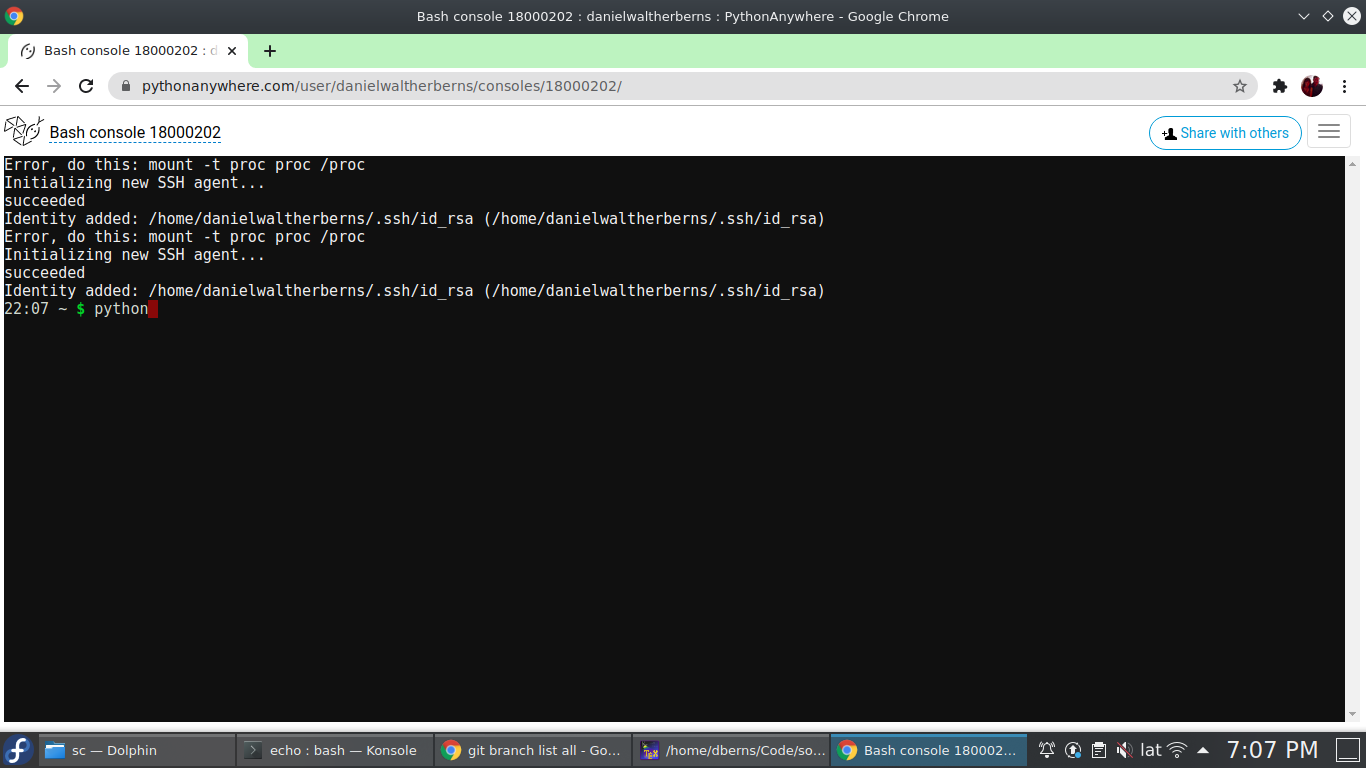 Bash console 18000202 : danielwaltherberns : PythonAnywhere - Google Chrome
Bash console 18000202 : d
pythonanywhere.com/user/danielwaltherberns/consoles/18000202/
Bash console 18000202
Share with others
Error, do this: mount -t proc proc /proc
Initializing new SSH agent...
succeeded
Identity added: /home/danielwaltherberns/.ssh/id_rsa (/home/danielwaltherberns/.ssh/id_rsa)
Error, do this: mount -t proc proc /proc
Initializing new SSH agent...
succeeded
Identity added: /home/danielwaltherberns/.ssh/id_rsa (/home/danielwaltherberns/.ssh/id_rsa)
22:07 ~ $ python
sc — Dolphin
echo : bash — Konsole
git branch list all - Go...
/home/dberns/Code/so...
Bash console 180002...
lat
7:07 PM